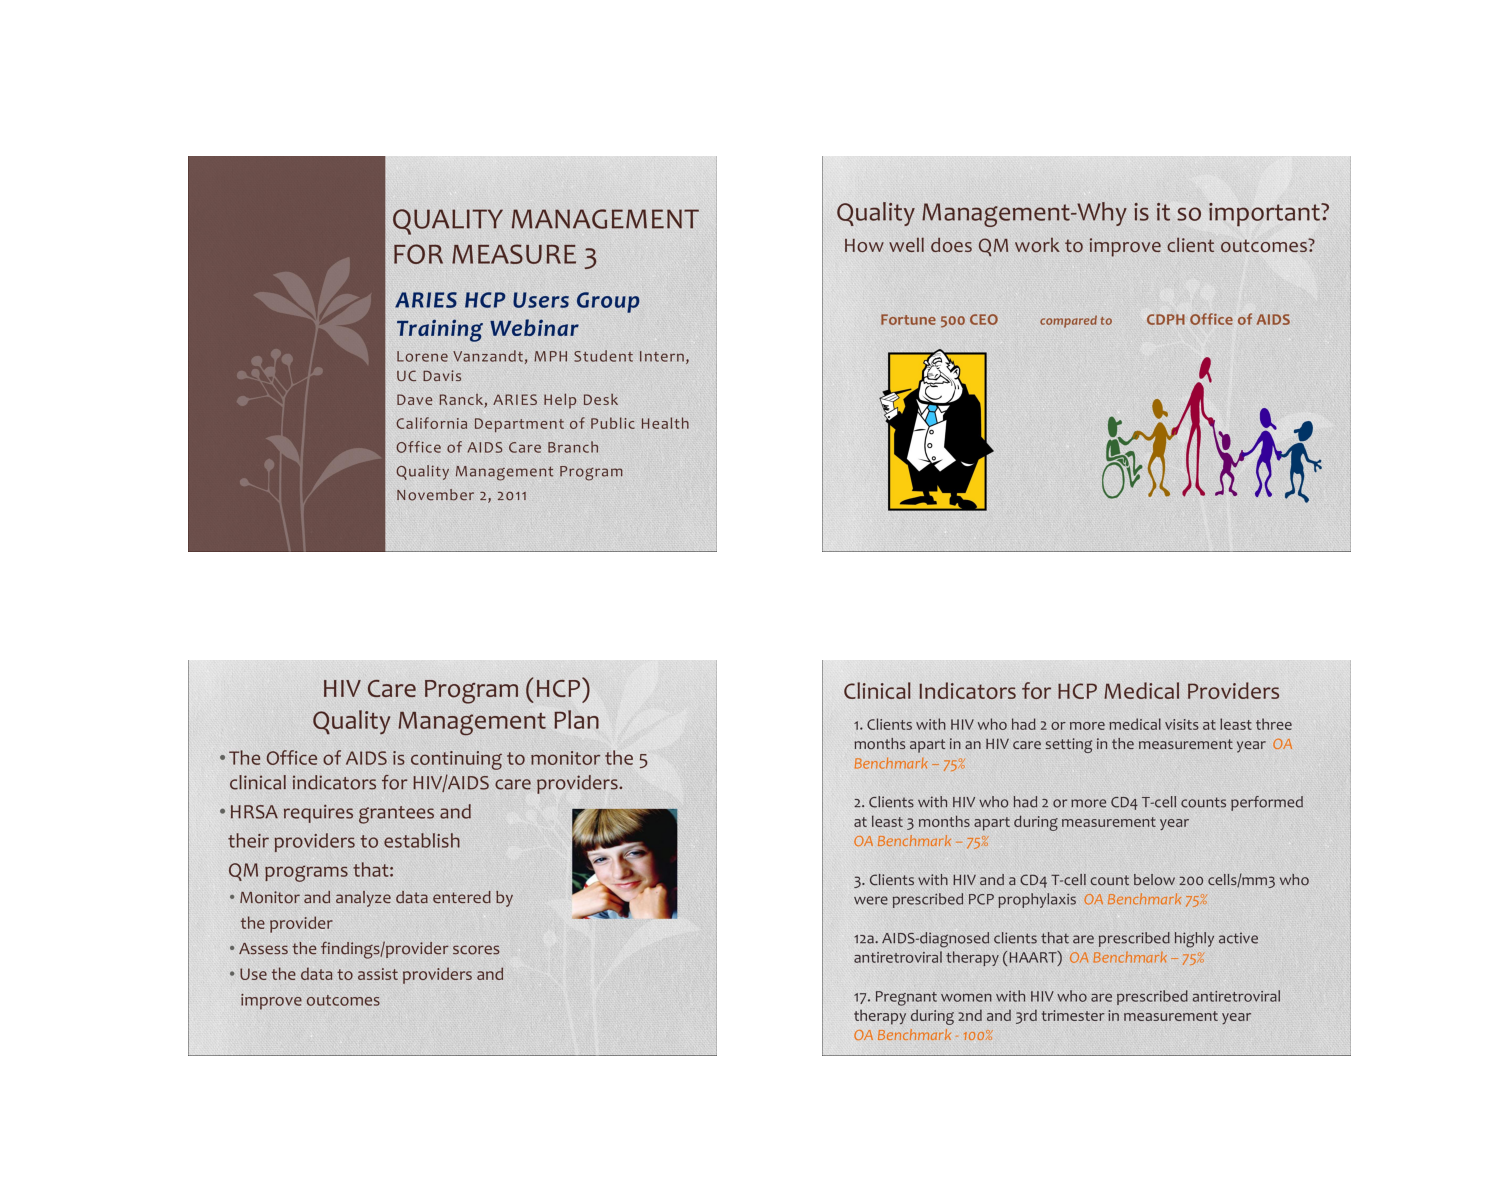 QUALITY MANAGEMENT
FOR MEASURE 3
ARIES HCP Users Group
Training Webinar
Lorene Vanzandt, MPH Student Intern,
UC Davis
Dave Ranck, ARIES Help Desk
California Department of Public Health
Office of AIDS Care Branch
Quality Management Program
November 2, 2011
Quality Management-Why is it so important?
How well does QM work to improve client outcomes?
Fortune 500 CEO compared to CDPH Office of AIDS
HIV Care Program (HCP)
Quality Management Plan
• The Office of AIDS is continuing to monitor the 5
clinical indicators for HIV/AIDS care providers.
• HRSA requires grantees and
their providers to establish
QM programs that:
• Monitor and analyze data entered by
the provider
• Assess the findings/provider scores
• Use the data to assist providers and
improve outcomes
Clinical Indicators for HCP Medical Providers
1. Clients with HIV who had 2 or more medical visits at least three
months apart in an HIV care setting in the measurement year OA
Benchmark – 75%
2. Clients with HIV who had 2 or more CD4 T-cell counts performed
at least 3 months apart during measurement year
OA Benchmark – 75%
3. Clients with HIV and a CD4 T-cell count below 200 cells/mm3 who
were prescribed PCP prophylaxis OA Benchmark 75%
12a. AIDS-diagnosed clients that are prescribed highly active
antiretroviral therapy (HAART) OA Benchmark – 75%
17. Pregnant women with HIV who are prescribed antiretroviral
therapy during 2nd and 3rd trimester in measurement year
OA Benchmark - 100%